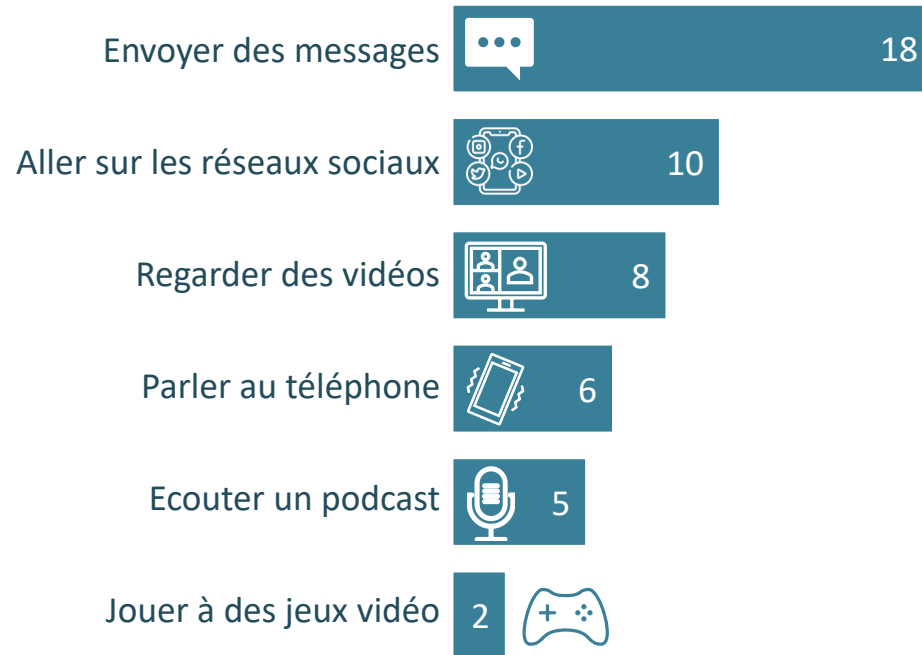 Envoyer des messages 18
Aller sur les réseaux sociaux 10
Regarder des vidéos 8
Parler au téléphone 6
Ecouter un podcast 5
Jouer à des jeux vidéo 2